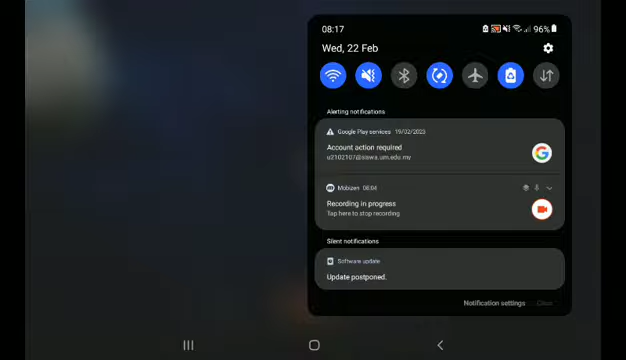 08:17 96%
Wed, 22 Feb
Alerting notifications
Google Play services 19/02/2023
Account action required
u2102107@siswa.um.edu.my
Mobizen 08:04
Recording in progress
Tap here to stop recording
Silent notifications
Software update
Update postponed.
Notification settings Clear